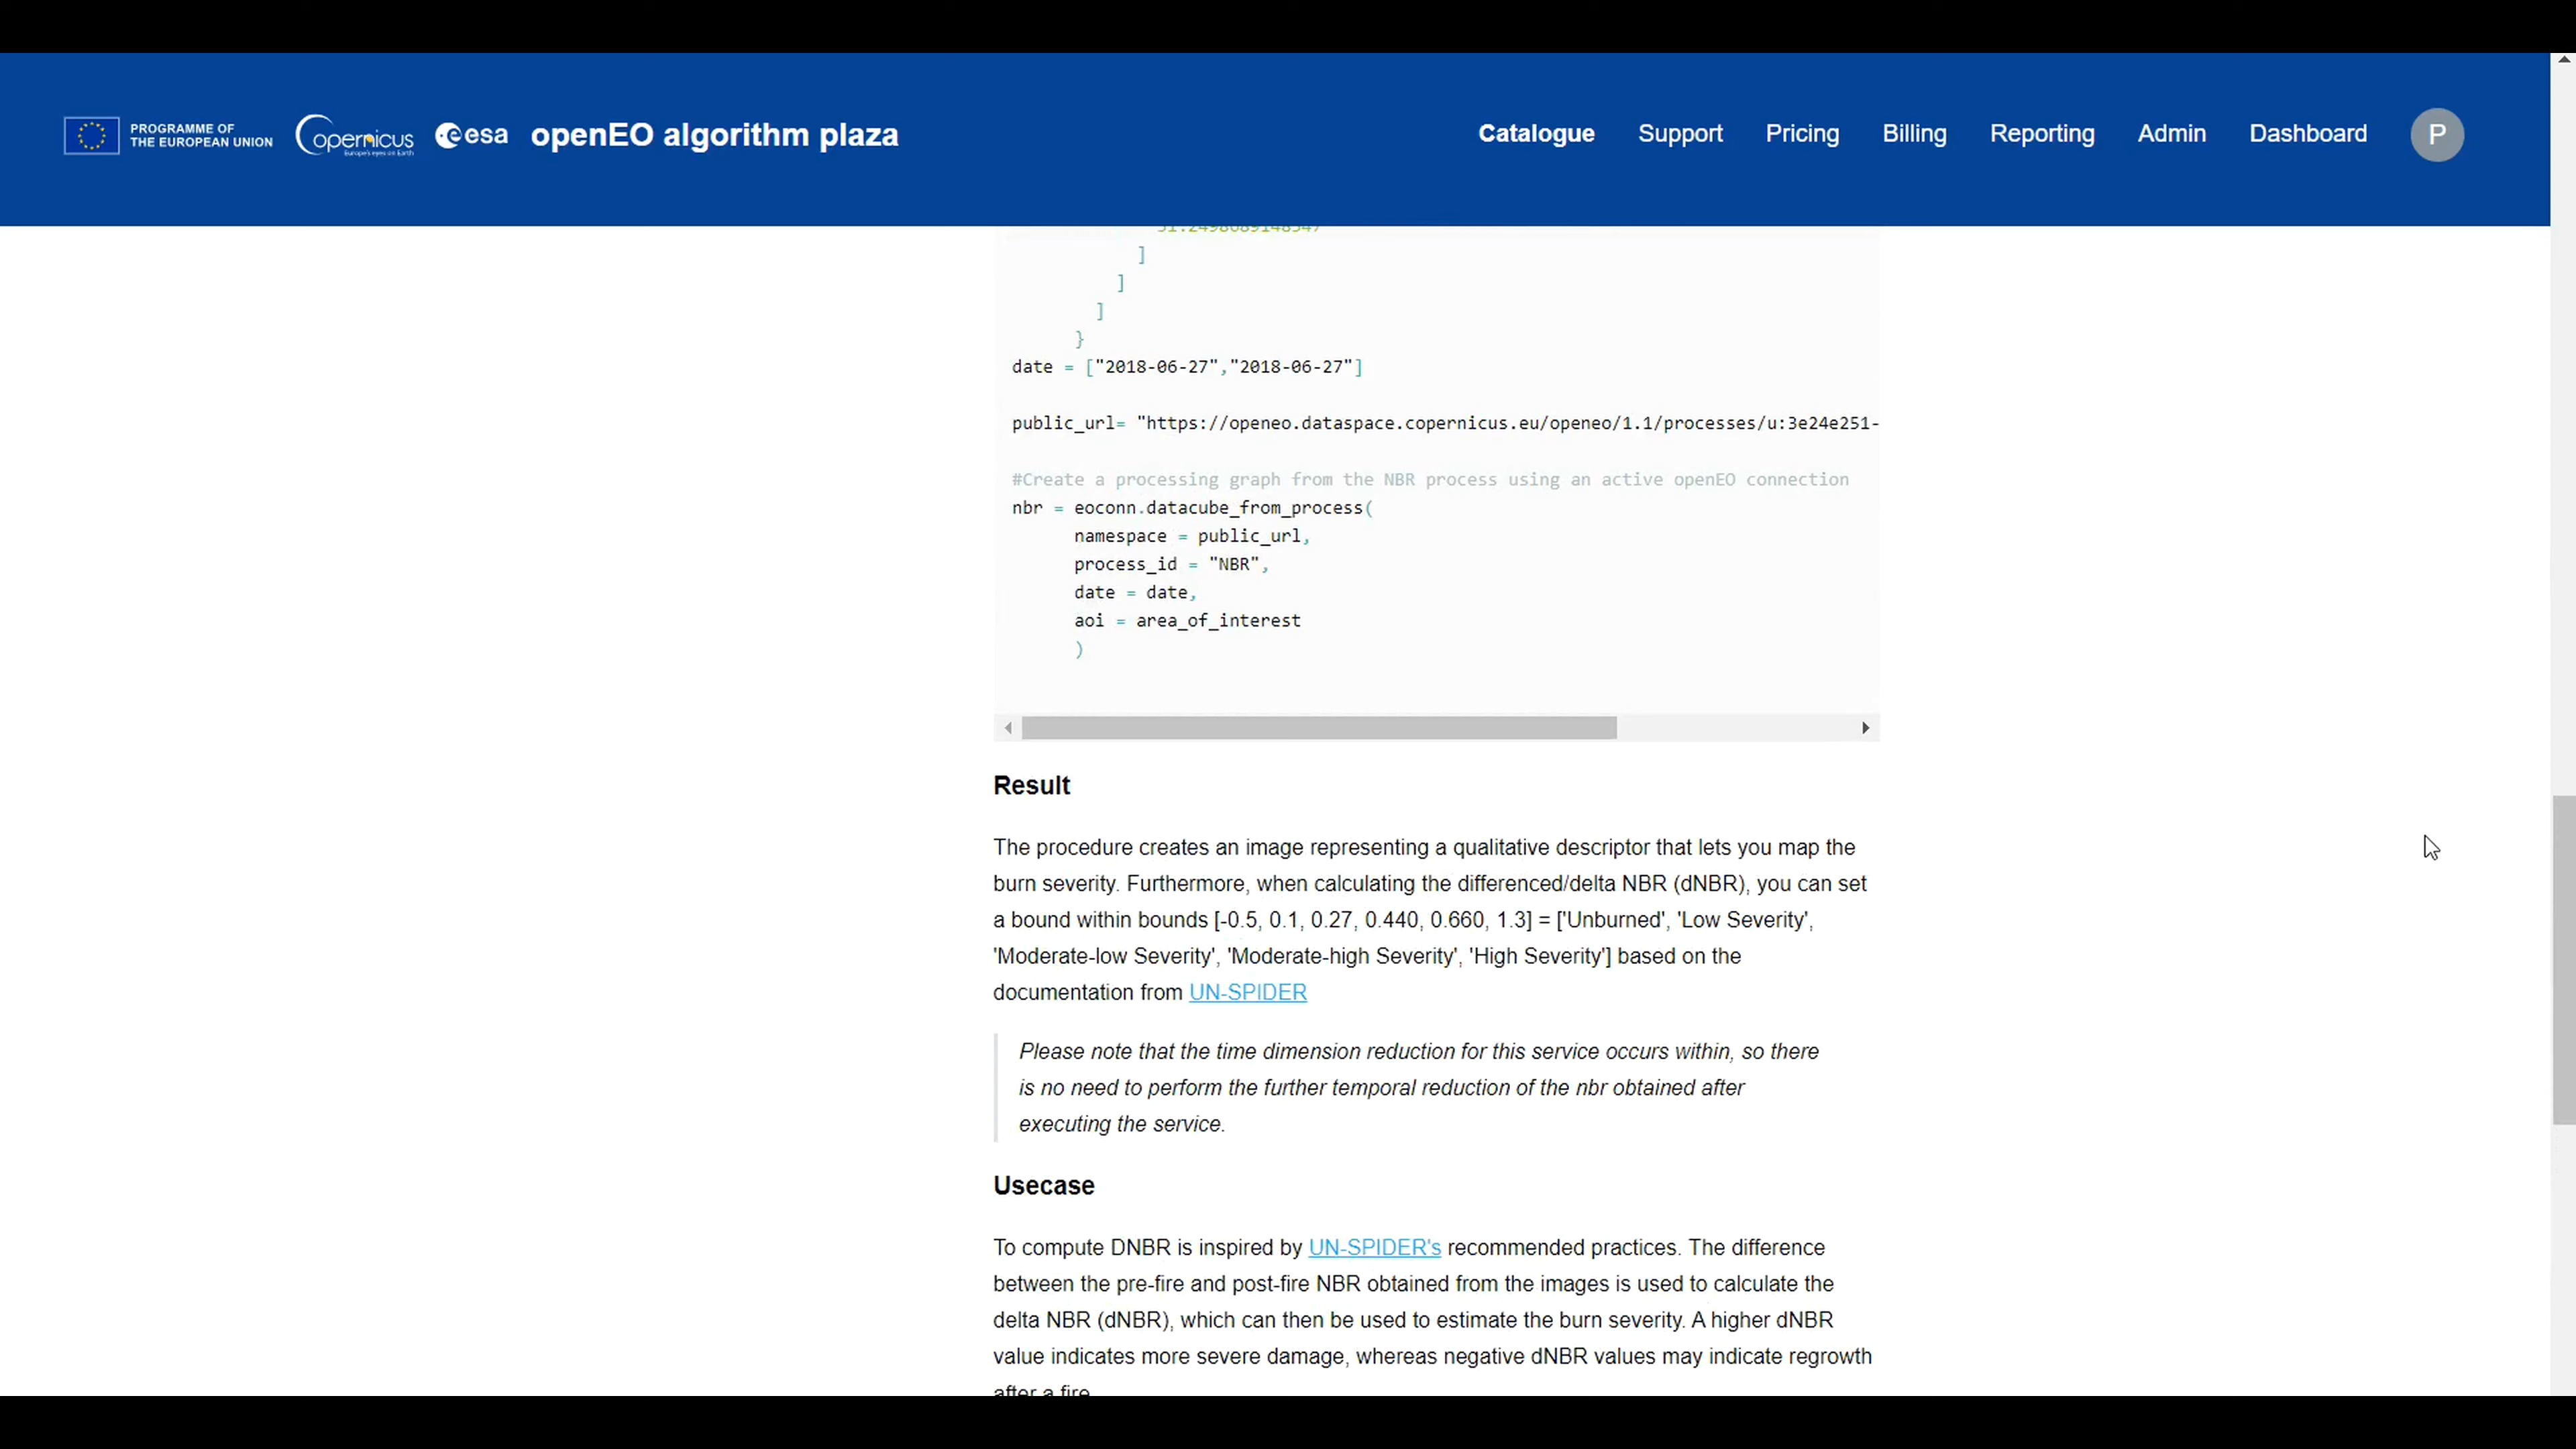 PROGRAMME OF
THE EUROPEAN UNION
opernicus
Europe's eyes on Earth
esa
openEO algorithm plaza
Catalogue
Support
Pricing
Billing
Reporting
Admin
Dashboard
P
]
]
]
}
date = ["2018-06-27","2018-06-27"]
public_url= "https://openeo.dataspace.copernicus.eu/openeo/1.1/processes/u:3e24e251-
#Create a processing graph from the NBR process using an active openEO connection
nbr = eoconn.datacube_from_process(
namespace = public_url,
process_id = "NBR",
date = date,
aoi = area_of_interest
)
Result
The procedure creates an image representing a qualitative descriptor that lets you map the
burn severity. Furthermore, when calculating the differenced/delta NBR (dNBR), you can set
a bound within bounds [-0.5, 0.1, 0.27, 0.440, 0.660, 1.3] = ['Unburned', 'Low Severity',
'Moderate-low Severity', 'Moderate-high Severity', 'High Severity'] based on the
documentation from UN-SPIDER
Please note that the time dimension reduction for this service occurs within, so there
is no need to perform the further temporal reduction of the nbr obtained after
executing the service.
Usecase
To compute DNBR is inspired by UN-SPIDER's recommended practices. The difference
between the pre-fire and post-fire NBR obtained from the images is used to calculate the
delta NBR (dNBR), which can then be used to estimate the burn severity. A higher dNBR
value indicates more severe damage, whereas negative dNBR values may indicate regrowth
after a fire